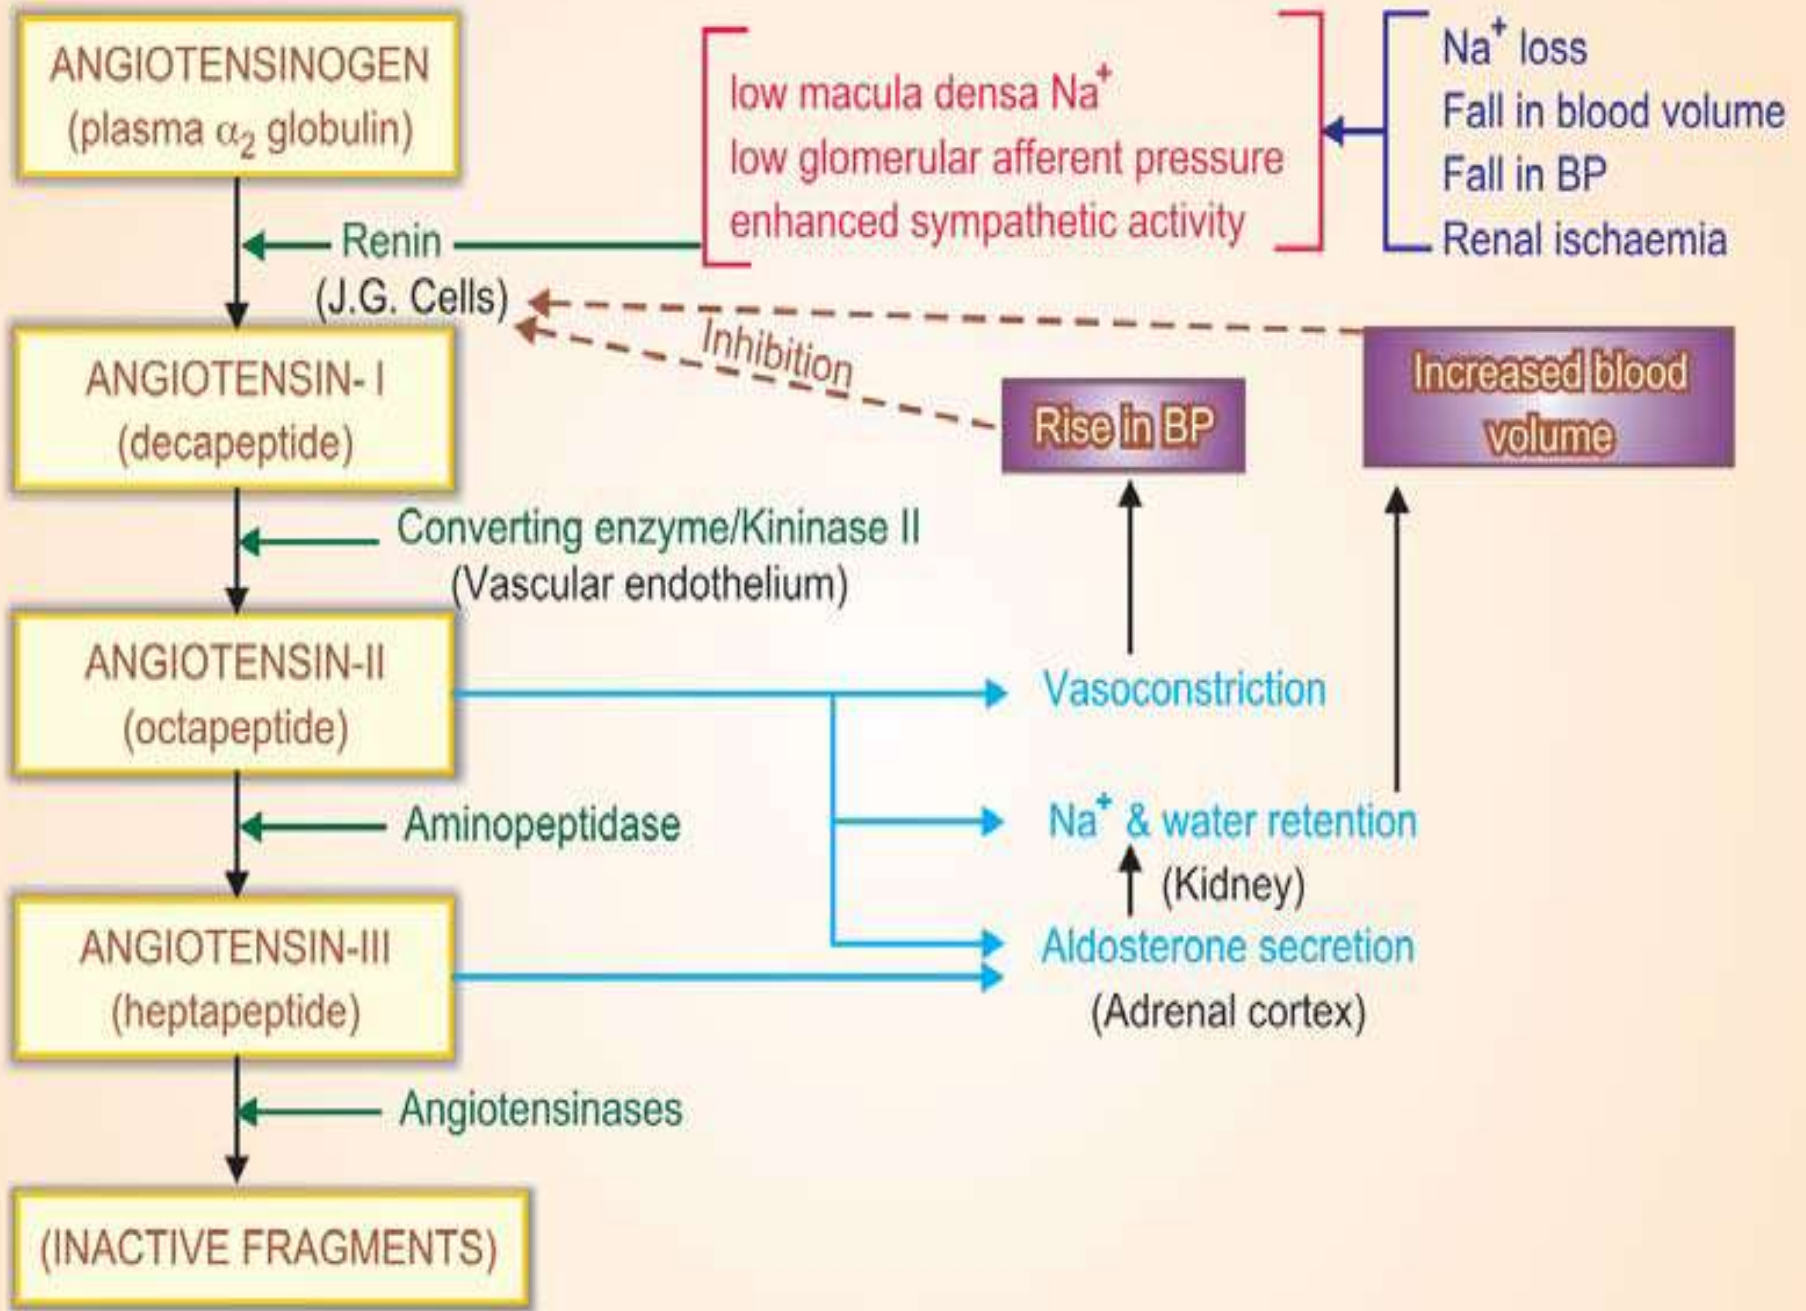 ANGIOTENSINOGEN
(plasma α₂ globulin)
low macula densa Na⁺
low glomerular afferent pressure
enhanced sympathetic activity
Na⁺ loss
Fall in blood volume
Fall in BP
Renal ischaemia
Renin
(J.G. Cells)
Inhibition
ANGIOTENSIN- I
(decapeptide)
Rise in BP
Increased blood
volume
Converting enzyme/Kininase II
(Vascular endothelium)
ANGIOTENSIN-II
(octapeptide)
Vasoconstriction
Aminopeptidase
Na⁺ & water retention
(Kidney)
ANGIOTENSIN-III
(heptapeptide)
Aldosterone secretion
(Adrenal cortex)
Angiotensinases
(INACTIVE FRAGMENTS)